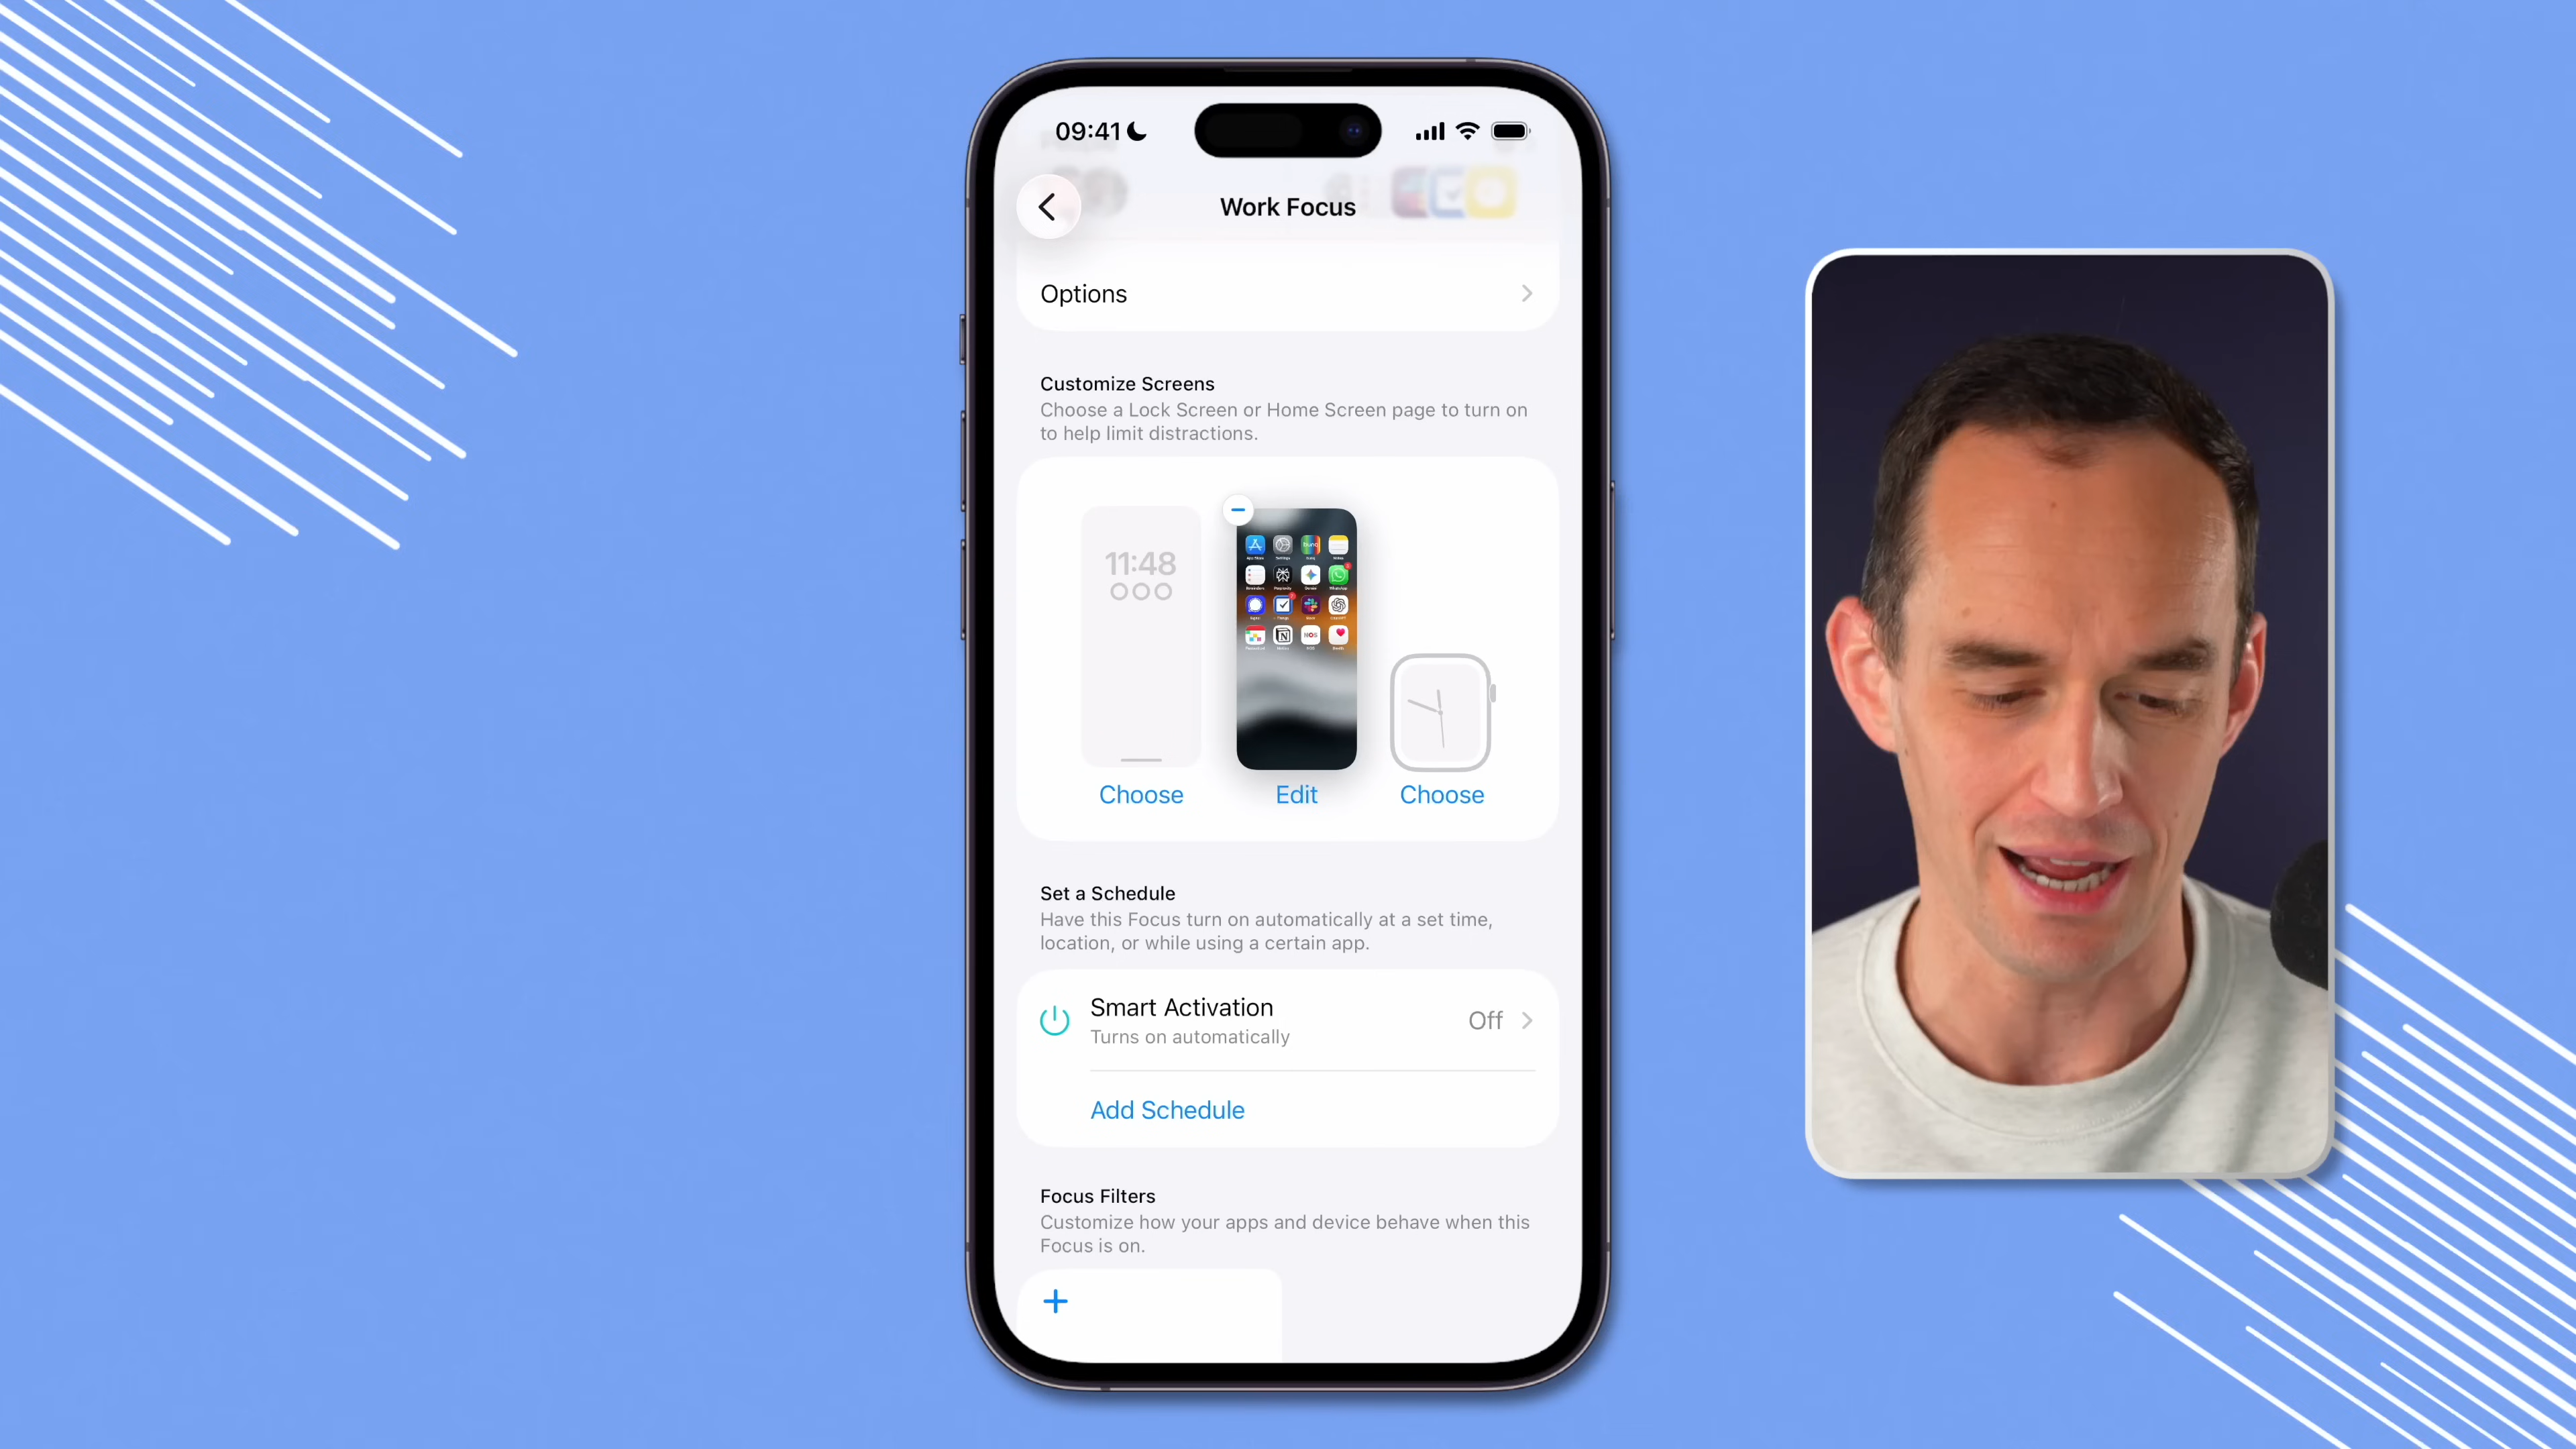 09:41
Work Focus
Options
Customize Screens
Choose a Lock Screen or Home Screen page to turn on
to help limit distractions.
11:48
Choose
Edit
Choose
Set a Schedule
Have this Focus turn on automatically at a set time,
location, or while using a certain app.
Smart Activation
Off
Turns on automatically
Add Schedule
Focus Filters
Customize how your apps and device behave when this
Focus is on.